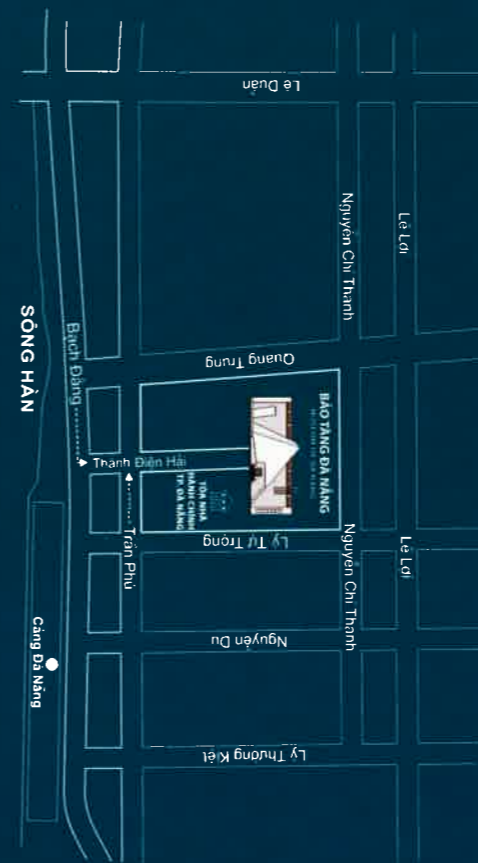 Lê Duẩn
Lê Lợi
Nguyễn Chí Thanh
Quang Trung
BẢO TÀNG ĐÀ NẴNG
TÒA NHÀ
HÀNH CHÍNH
TP. ĐÀ NẴNG
Thành Điện Hải
Bạch Đằng
SÔNG HÀN
Trần Phú
Lý Tự Trọng
Nguyễn Chí Thanh
Lê Lợi
Nguyễn Du
Lý Thường Kiệt
Cảng Đà Nẵng